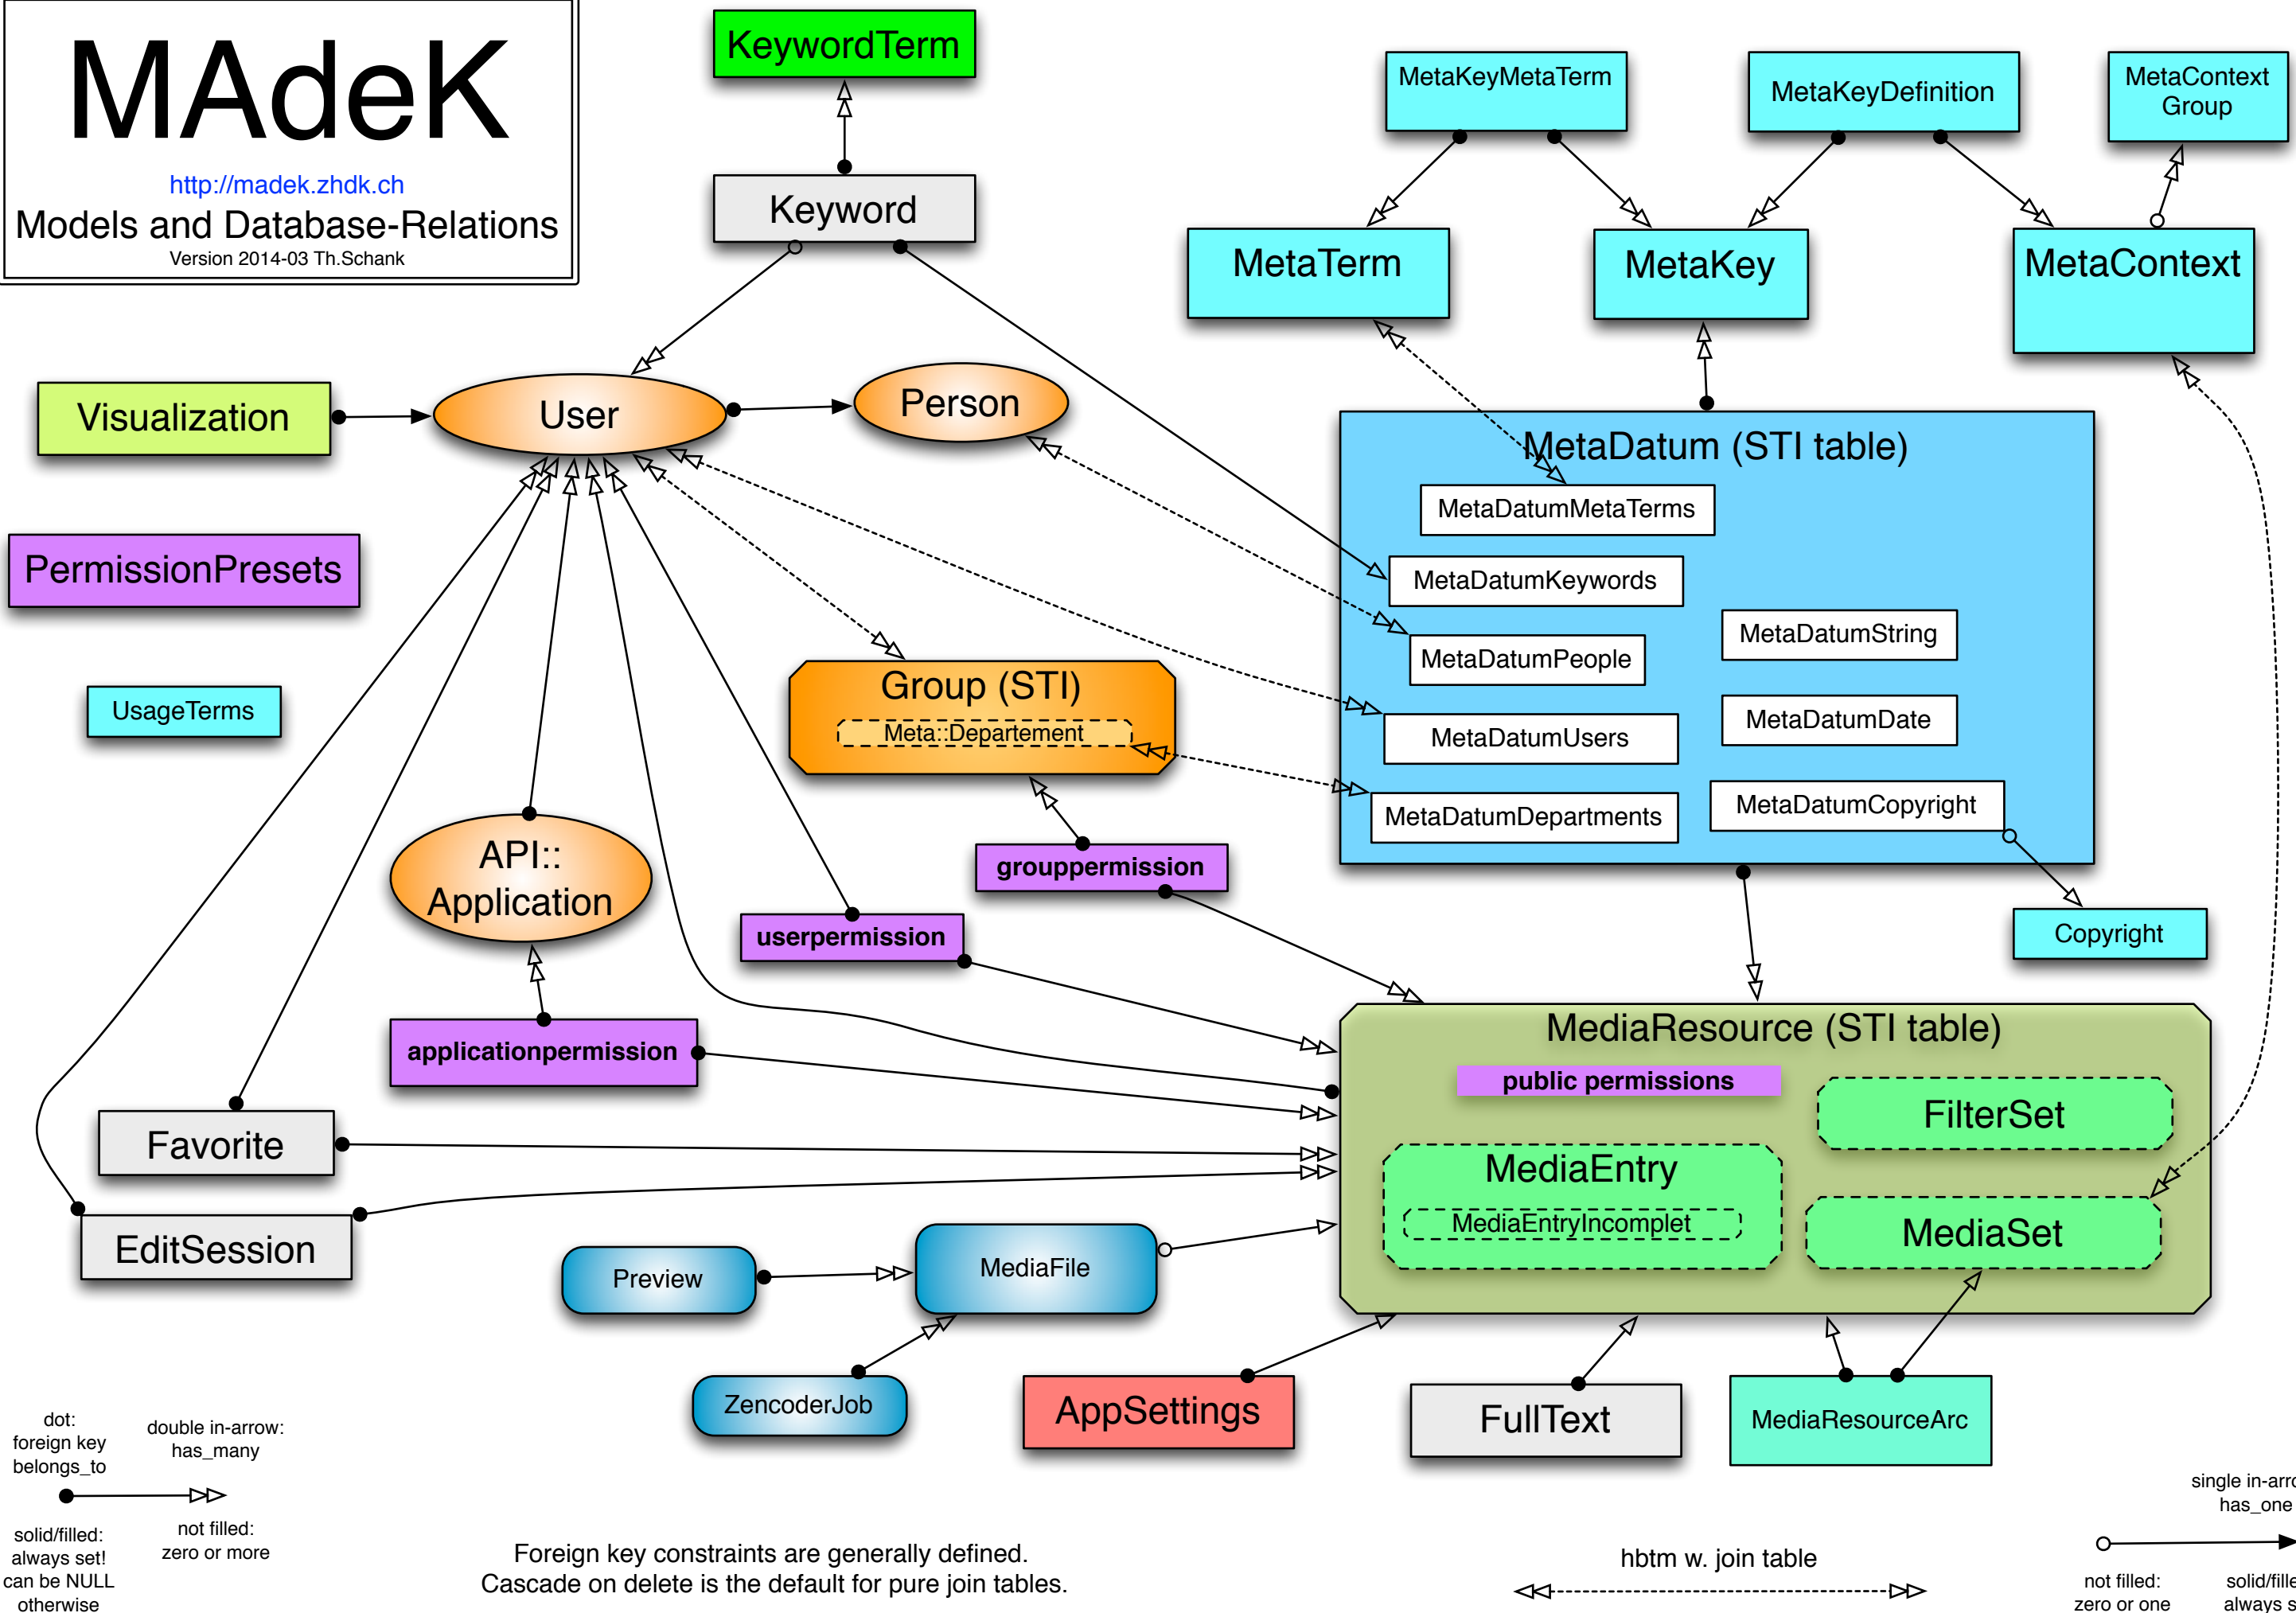 MAdeK
http://madek.zhdk.ch
Models and Database-Relations
Version 2014-03 Th.Schank
KeywordTerm
Keyword
MetaKeyMetaTerm
MetaKeyDefinition
MetaContext
Group
MetaTerm
MetaKey
MetaContext
Visualization
User
Person
PermissionPresets
UsageTerms
MetaDatum (STI table)
MetaDatumMetaTerms
MetaDatumKeywords
MetaDatumPeople
MetaDatumString
MetaDatumUsers
MetaDatumDate
MetaDatumDepartments
MetaDatumCopyright
Group (STI)
Meta::Departement
API::
Application
grouppermission
userpermission
applicationpermission
Copyright
MediaResource (STI table)
public permissions
FilterSet
MediaEntry
MediaEntryIncomplet
MediaSet
Favorite
EditSession
Preview
MediaFile
ZencoderJob
AppSettings
FullText
MediaResourceArc
dot:
foreign key
belongs_to
double in-arrow:
has_many
solid/filled:
always set!
can be NULL
otherwise
not filled:
zero or more
Foreign key constraints are generally defined.
Cascade on delete is the default for pure join tables.
hbtm w. join table
single
has_one
not filled:
zero or one
always